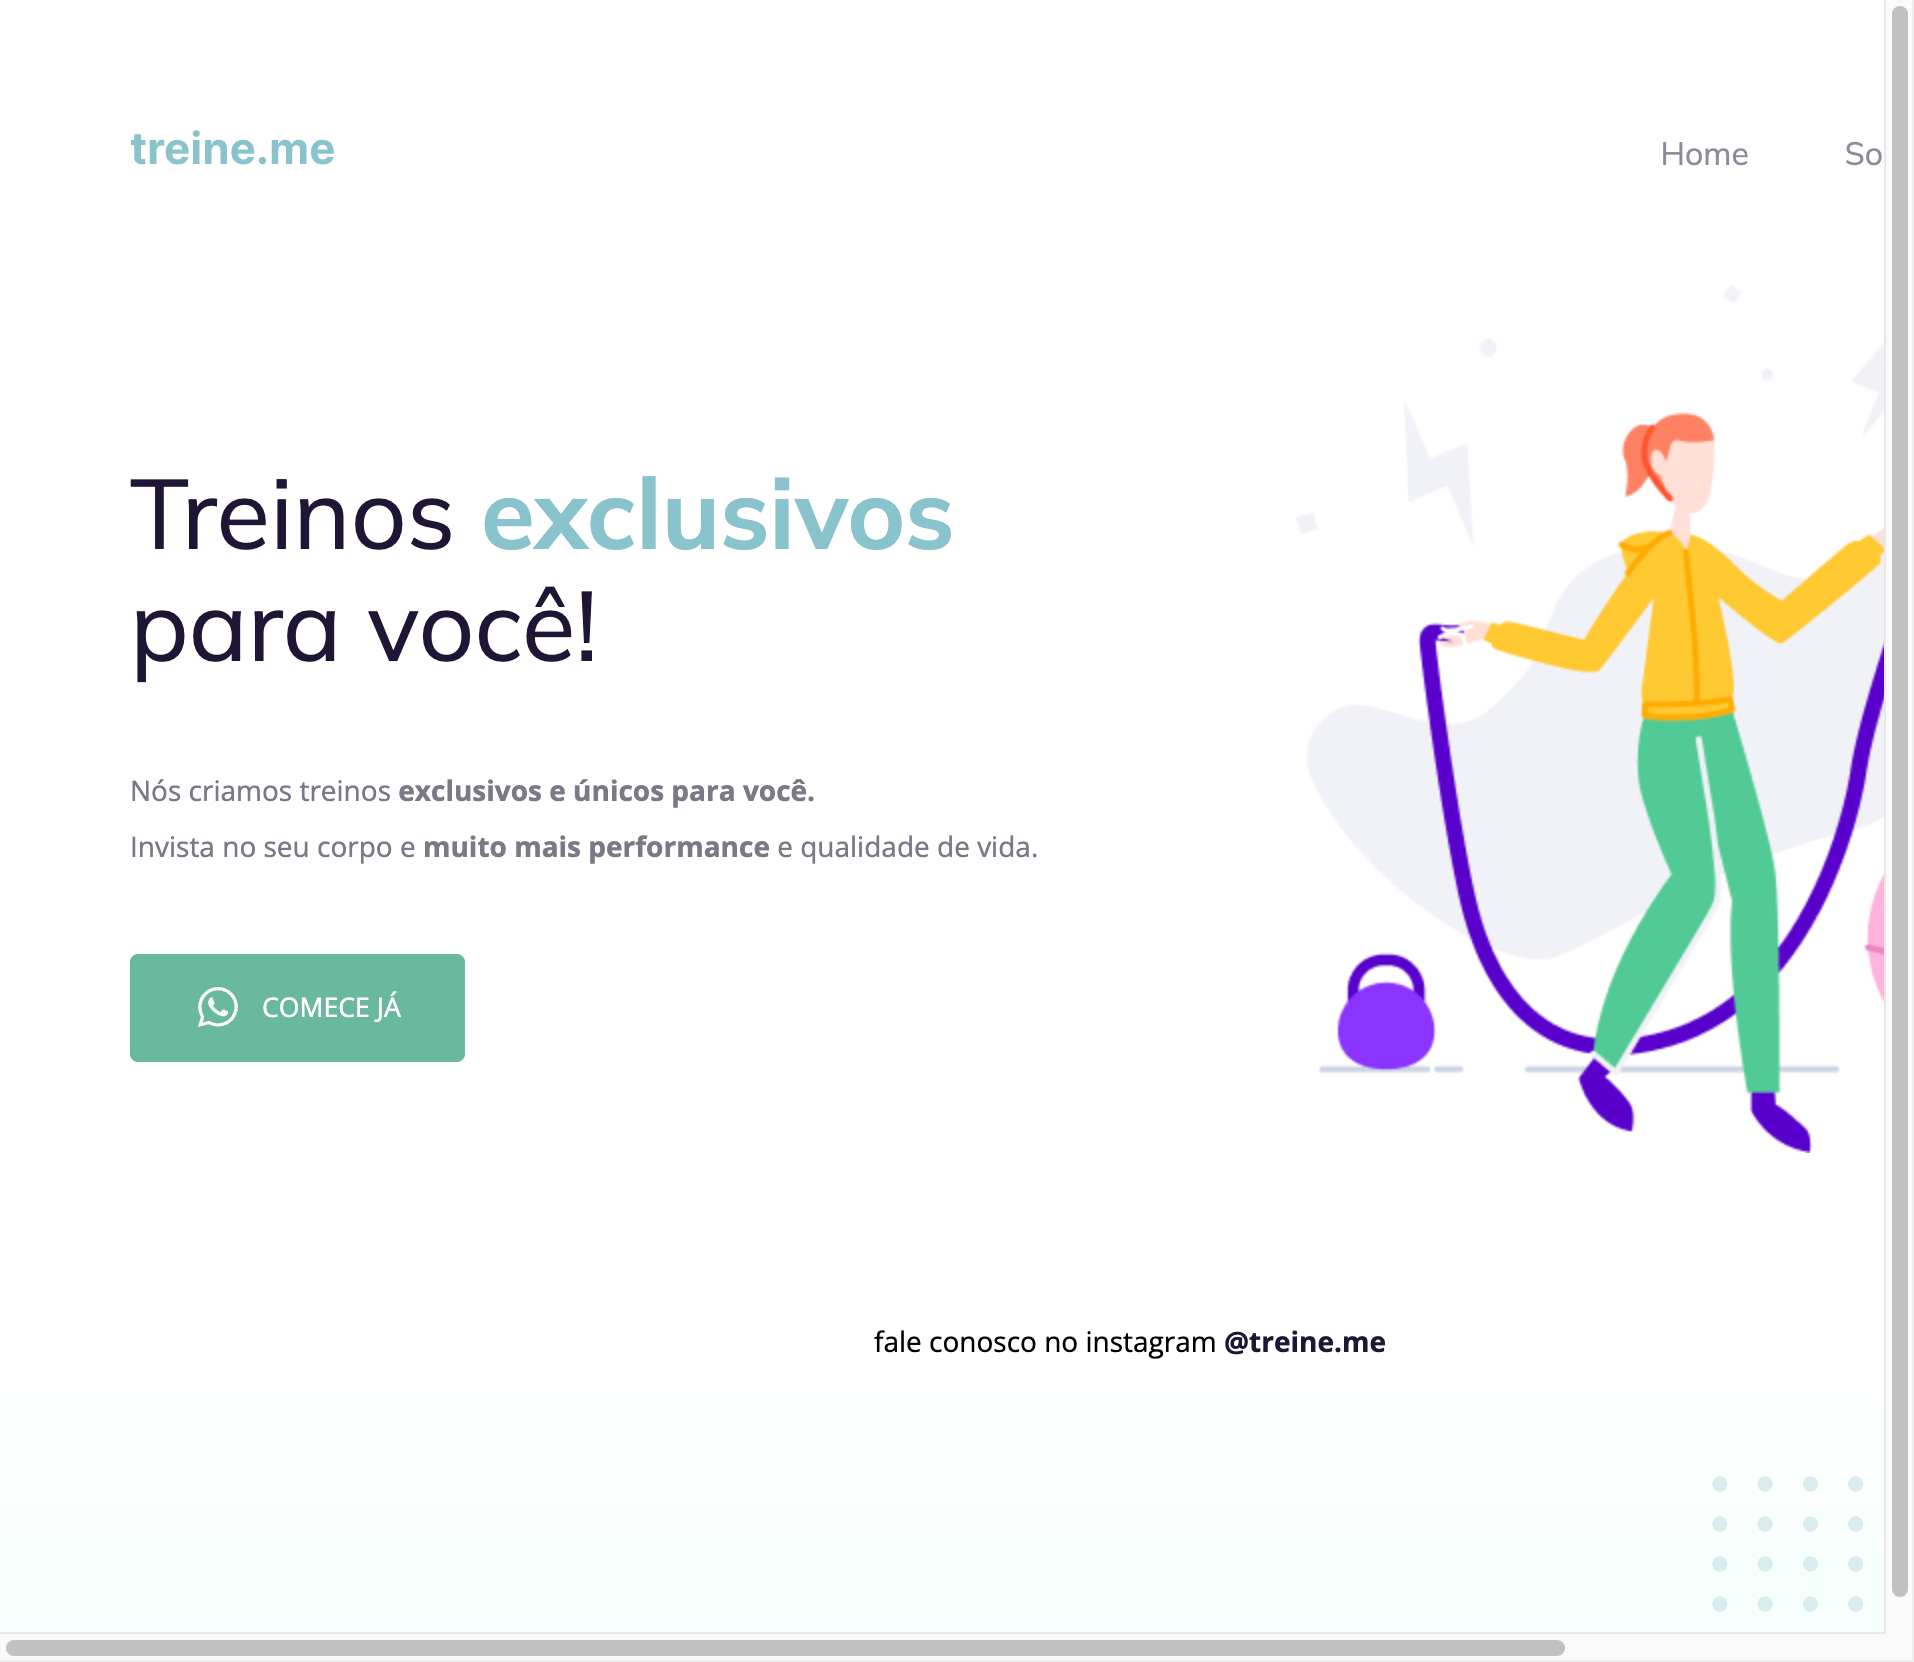 treine.me
Home
So
Treinos exclusivos
para você!
Nós criamos treinos exclusivos e únicos para você.
Invista no seu corpo e muito mais performance e qualidade de vida.
COMECE JÁ
fale conosco no instagram @treine.me